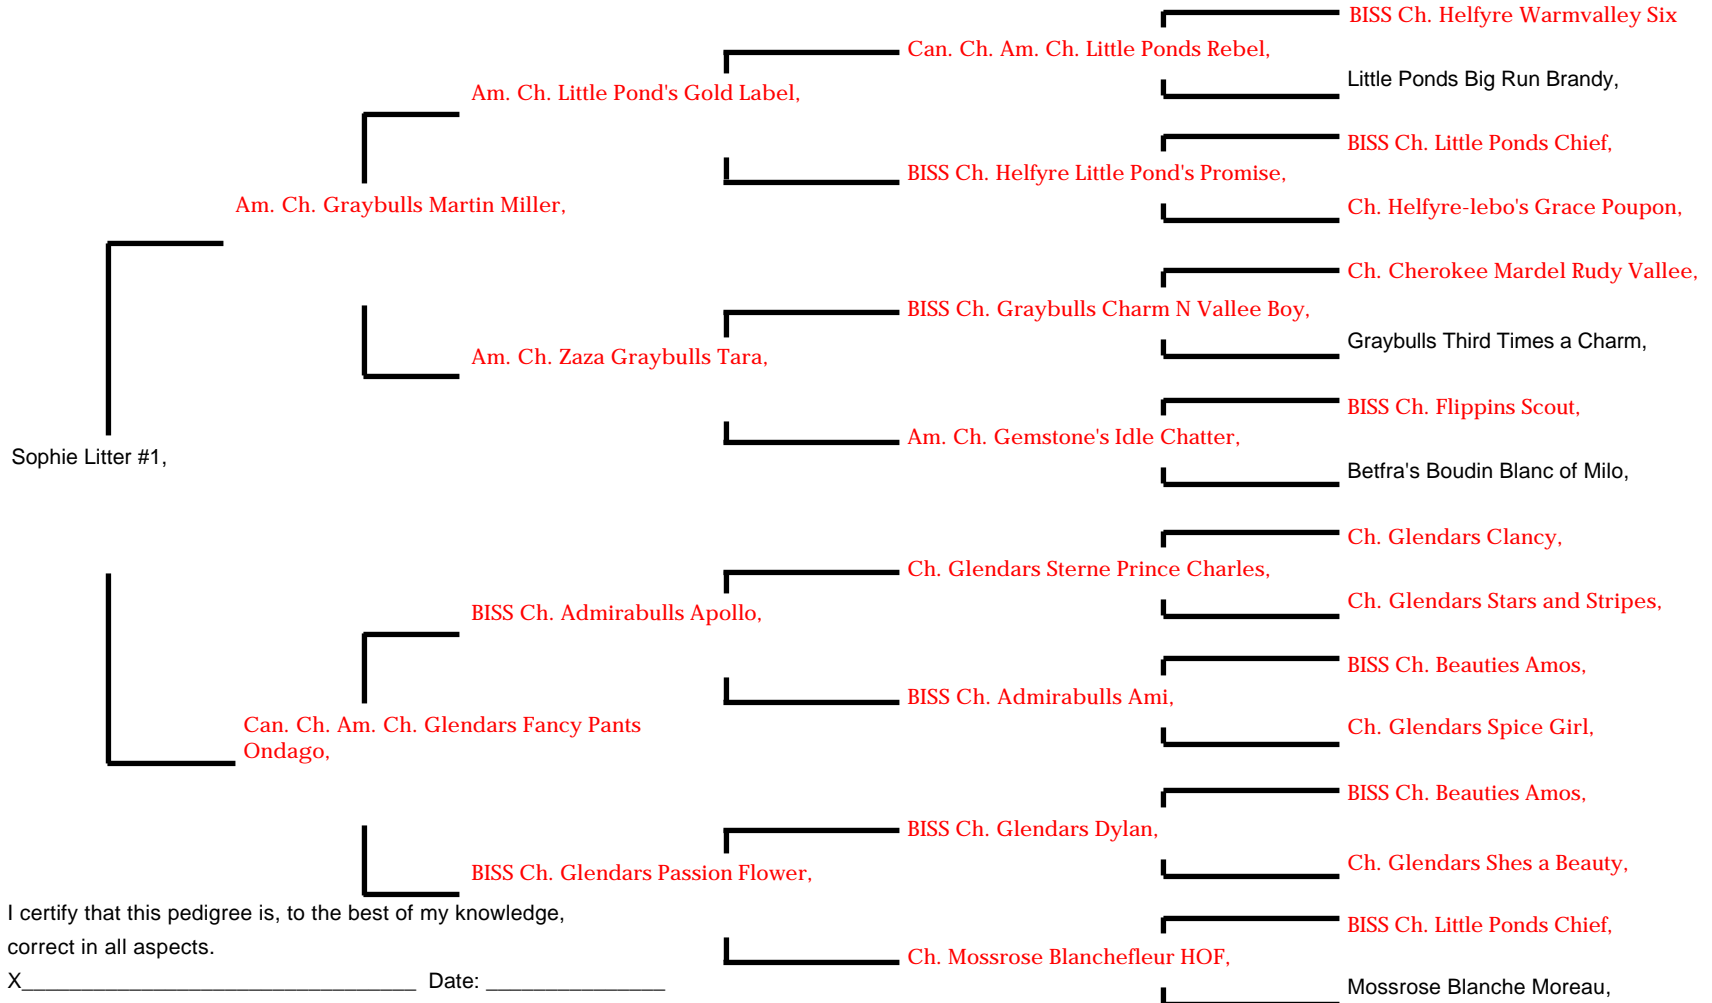 BISS Ch. Helfyre Warmvalley Six
Can. Ch. Am. Ch. Little Ponds Rebel,
Little Ponds Big Run Brandy,
Am. Ch. Little Pond's Gold Label,
BISS Ch. Little Ponds Chief,
BISS Ch. Helfyre Little Pond's Promise,
Ch. Helfyre-lebo's Grace Poupon,
Am. Ch. Graybulls Martin Miller,
Ch. Cherokee Mardel Rudy Vallee,
BISS Ch. Graybulls Charm N Vallee Boy,
Graybulls Third Times a Charm,
Am. Ch. Zaza Graybulls Tara,
BISS Ch. Flippins Scout,
Am. Ch. Gemstone's Idle Chatter,
Betfra's Boudin Blanc of Milo,
Sophie Litter #1,
Ch. Glendars Clancy,
Ch. Glendars Sterne Prince Charles,
Ch. Glendars Stars and Stripes,
BISS Ch. Admirabulls Apollo,
BISS Ch. Beauties Amos,
BISS Ch. Admirabulls Ami,
Ch. Glendars Spice Girl,
Can. Ch. Am. Ch. Glendars Fancy Pants
Ondago,
BISS Ch. Beauties Amos,
BISS Ch. Glendars Dylan,
Ch. Glendars Shes a Beauty,
BISS Ch. Glendars Passion Flower,
BISS Ch. Little Ponds Chief,
Ch. Mossrose Blanchefleur HOF,
Mossrose Blanche Moreau,
I certify that this pedigree is, to the best of my knowledge,
correct in all aspects.
X_________________________________ Date: _______________